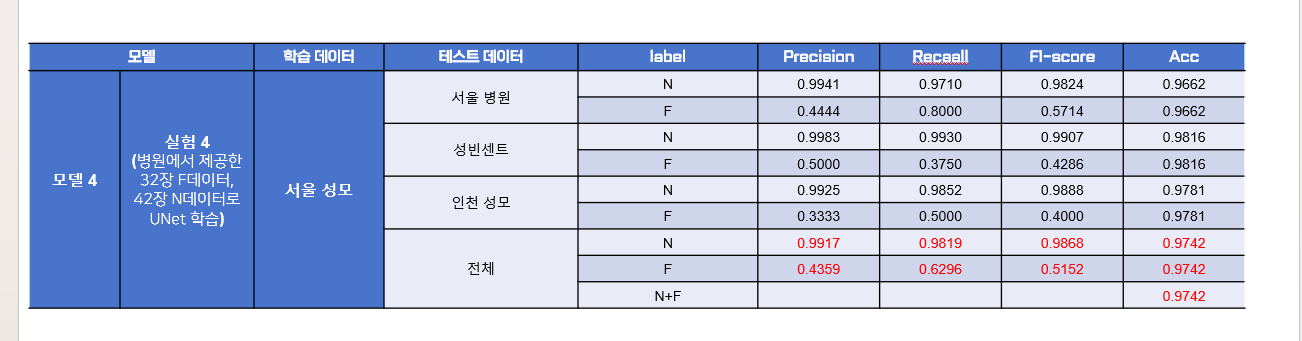 모델 학습 데이터 테스트 데이터 label Precision Recaall F1-score Acc
모델 4
실험 4
(병원에서 제공한
32장 F데이터,
42장 N데이터로
UNet 학습)
서울 성모
서울 병원
N 0.9941 0.9710 0.9824 0.9662
F 0.4444 0.8000 0.5714 0.9662
성빈센트
N 0.9983 0.9930 0.9907 0.9816
F 0.5000 0.3750 0.4286 0.9816
인천 성모
N 0.9925 0.9852 0.9888 0.9781
F 0.3333 0.5000 0.4000 0.9781
전체
N 0.9917 0.9819 0.9868 0.9742
F 0.4359 0.6296 0.5152 0.9742
N+F 0.9742